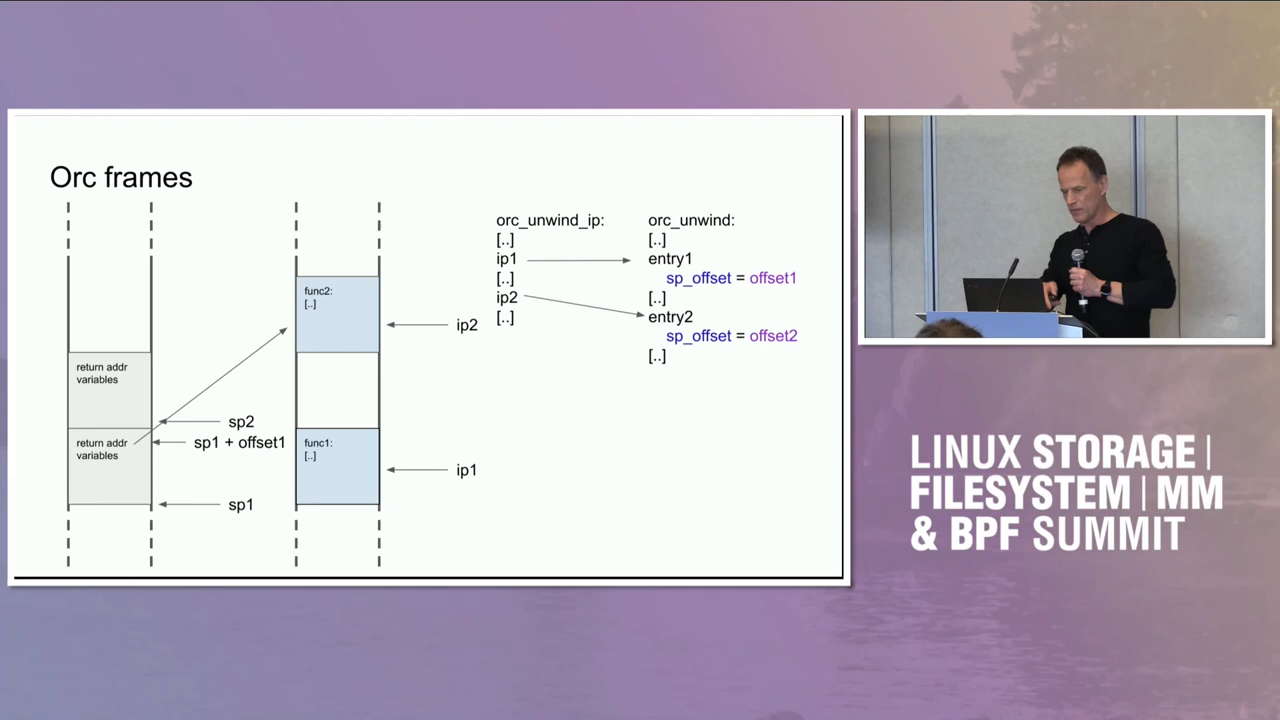 Orc frames
return addr
variables
return addr
variables
sp2
sp1 + offset1
sp1
func2:
[..]
func1:
[..]
ip2
ip1
orc_unwind_ip:
[..]
ip1
[..]
ip2
[..]
orc_unwind:
[..]
entry1
sp_offset = offset1
[..]
entry2
sp_offset = offset2
[..]
LINUX STORAGE |
FILESYSTEM | MM
& BPF SUMMIT